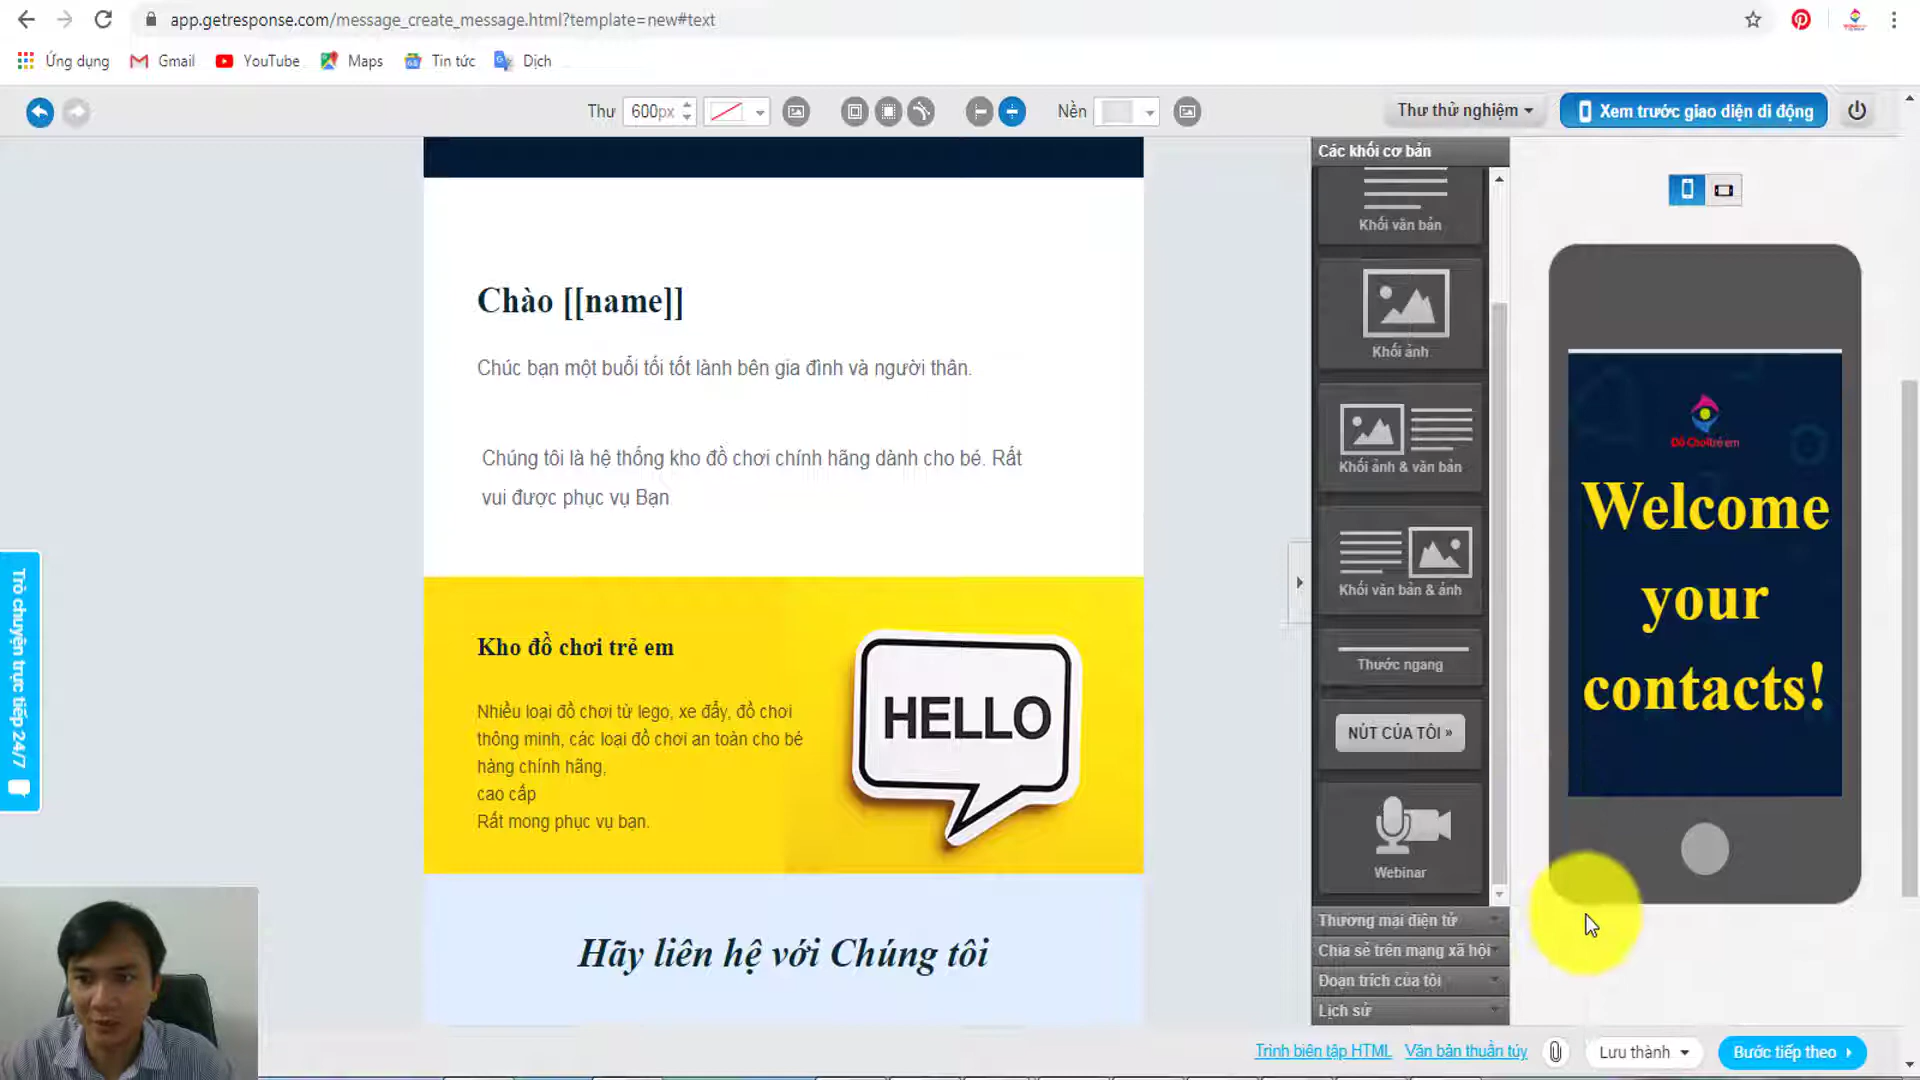 app.getresponse.com/message_create_message.html?template=new#text
Ứng dụng
Gmail
YouTube
Maps
Tin tức
Dịch
Thư
600px
Nền
Thư thử nghiệm
Xem trước giao diện di động
Các khối cơ bản
Khối văn bản
Khối ảnh
Khối ảnh & văn bản
Khối văn bản & ảnh
Thước ngang
NÚT CỦA TÔI »
Webinar
Thương mại điện tử
Chia sẻ trên mạng xã hội
Đoạn trích của tôi
Lịch sử
Chào [[name]]
Chúc bạn một buổi tối tốt lành bên gia đình và người thân.
Chúng tôi là hệ thống kho đồ chơi chính hãng dành cho bé. Rất
vui được phục vụ Bạn
Kho đồ chơi trẻ em
Nhiều loại đồ chơi từ lego, xe đẩy, đồ chơi
thông minh, các loại đồ chơi an toàn cho bé
hàng chính hãng,
cao cấp
Rất mong phục vụ bạn.
HELLO
Hãy liên hệ với Chúng tôi
Đồ Chơi trẻ em
Welcome
your
contacts!
Trò chuyện trực tiếp 24/7
Trình biên tập HTML
Văn bản thuần túy
Lưu thành
Bước tiếp theo